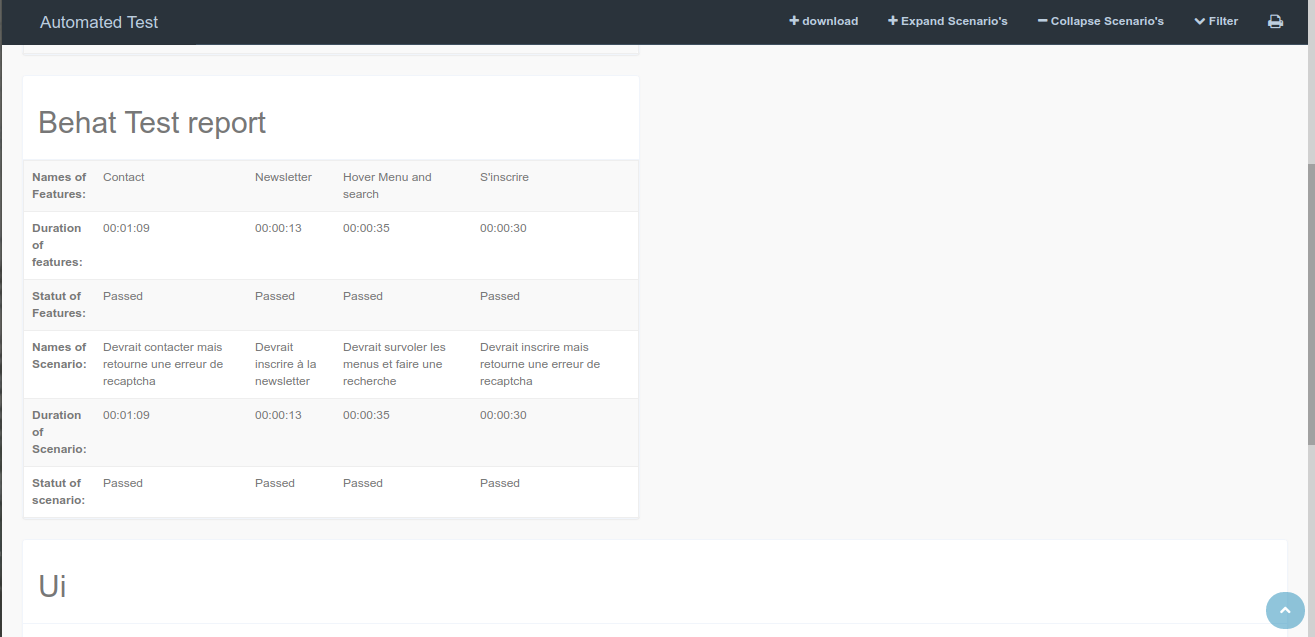 Automated Test
download
Expand Scenario's
Collapse Scenario's
Filter
Behat Test report
Names of Features: Contact Newsletter Hover Menu and search S'inscrire
Duration of features: 00:01:09 00:00:13 00:00:35 00:00:30
Statut of Features: Passed Passed Passed Passed
Names of Scenario: Devrait contacter mais retourne une erreur de recaptcha Devrait inscrire à la newsletter Devrait survoler les menus et faire une recherche Devrait inscrire mais retourne une erreur de recaptcha
Duration of Scenario: 00:01:09 00:00:13 00:00:35 00:00:30
Statut of scenario: Passed Passed Passed Passed
Ui